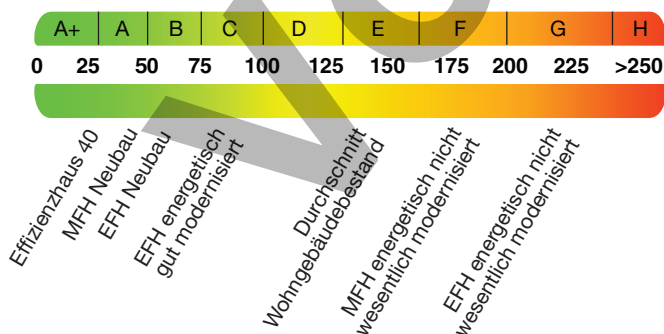 A+ A B C D E F G H
0 25 50 75 100 125 150 175 200 225 >250
Effizienzhaus 40
MFH Neubau
EFH Neubau
EFH energetisch
gut modernisiert
Durchschnitt
Wohngebäudebestand
MFH energetisch nicht
wesentlich modernisiert
EFH energetisch nicht
wesentlich modernisiert